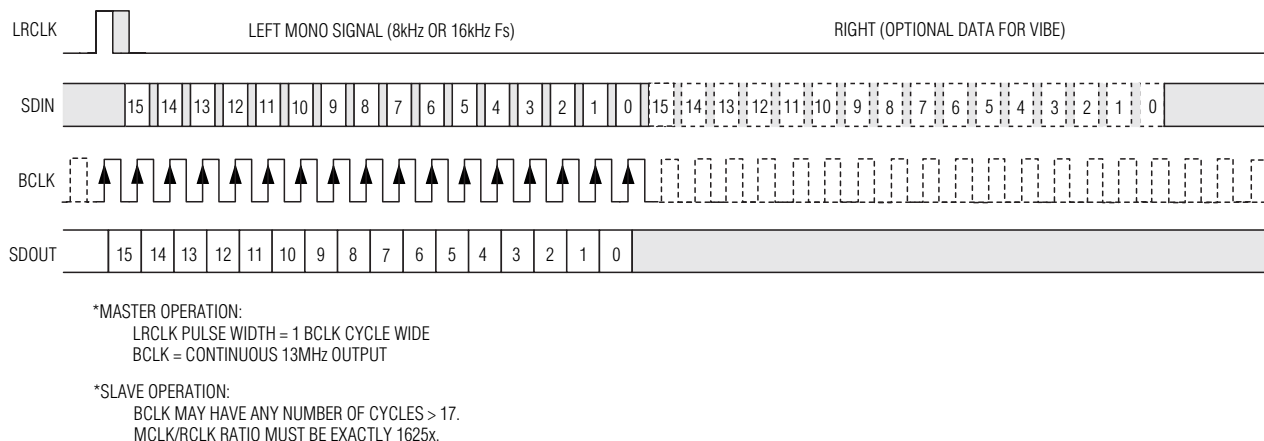 LRCLK LEFT MONO SIGNAL (8kHz OR 16kHz Fs) RIGHT (OPTIONAL DATA FOR VIBE)
SDIN 15 14 13 12 11 10 9 8 7 6 5 4 3 2 1 0 15 14 13 12 11 10 9 8 7 6 5 4 3 2 1 0
BCLK
SDOUT 15 14 13 12 11 10 9 8 7 6 5 4 3 2 1 0
*MASTER OPERATION:
LRCLK PULSE WIDTH = 1 BCLK CYCLE WIDE
BCLK = CONTINUOUS 13MHz OUTPUT
*SLAVE OPERATION:
BCLK MAY HAVE ANY NUMBER OF CYCLES > 17.
MCLK/RCLK RATIO MUST BE EXACTLY 1625x.